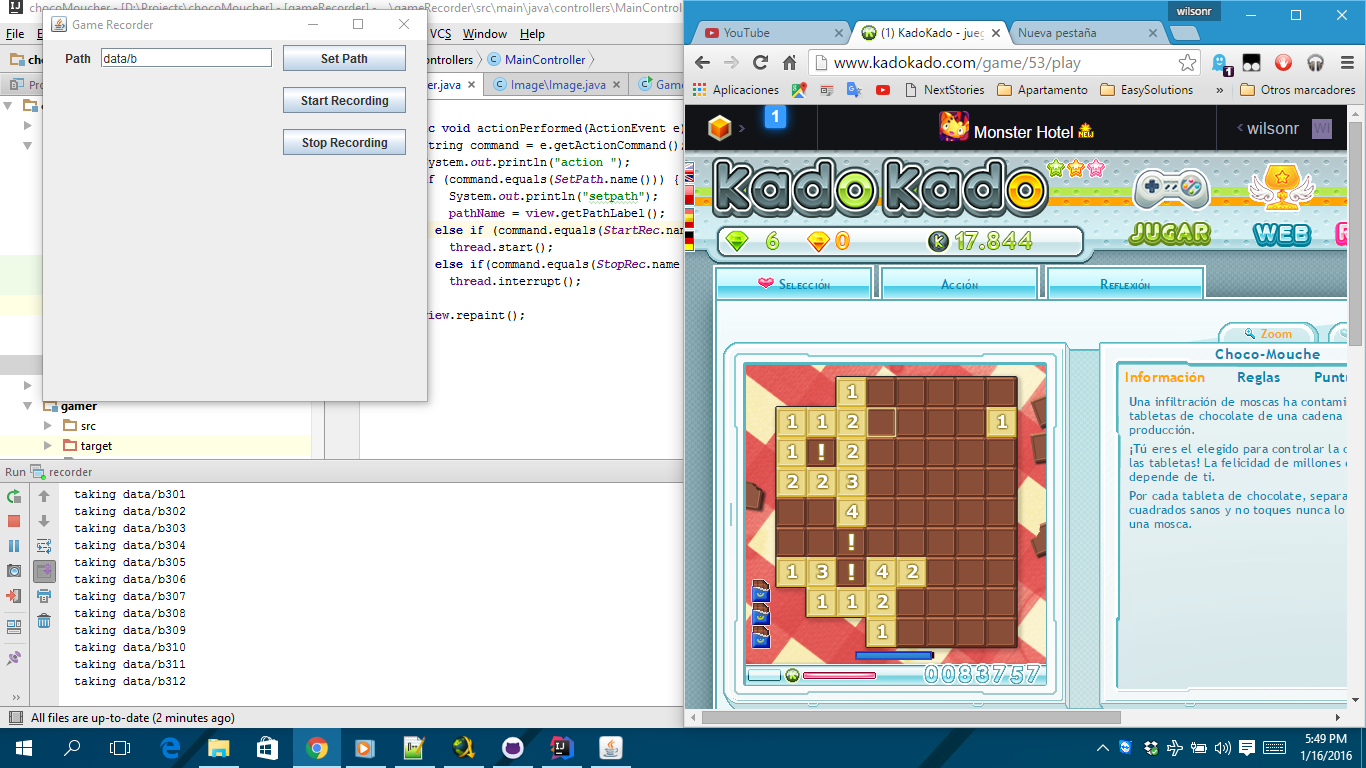 chocoMoucher - [D:\Projects\chocoMoucher] - [gameRecorder] - ...\gameRecorder\src\main\java\controllers\MainControl
Game Recorder
Path data/b Set Path
Start Recording
Stop Recording
File E
VCS Window Help
ntrollers MainController
er.java Image\Image.java Game
c void actionPerformed(ActionEvent e)
tring command = e.getActionCommand();
ystem.out.println("action ");
f (command.equals(SetPath.name())) {
System.out.println("setpath");
pathName = view.getPathLabel();
else if (command.equals(StartRec.na
thread.start();
else if(command.equals(StopRec.name
thread.interrupt();
iew.repaint();
gamer
src
target
Run recorder
taking data/b301
taking data/b302
taking data/b303
taking data/b304
taking data/b305
taking data/b306
taking data/b307
taking data/b308
taking data/b309
taking data/b310
taking data/b311
taking data/b312
All files are up-to-date (2 minutes ago)
wilsonr
YouTube (1) KadoKado - jueg Nueva pestaña
www.kadokado.com/game/53/play
1
Aplicaciones NextStories Apartamento EasySolutions » Otros marcadores
1 Monster Hotel NEW wilsonr WI
kadokado
6 0 K 17.844
JUGAR WEB
Selección Acción Reflexión
Zoom
Choco-Mouche
Información Reglas Puntu
Una infiltración de moscas ha contami
tabletas de chocolate de una cadena
producción.
¡Tú eres el elegido para controlar la c
las tabletas! La felicidad de millones
depende de ti.
Por cada tableta de chocolate, separa
cuadrados sanos y no toques nunca lo
una mosca.
1
1 1 2 1
1 ! 2
2 2 3
4
!
1 3 ! 4 2
1 1 2
1
0083757
5:49 PM
1/16/2016